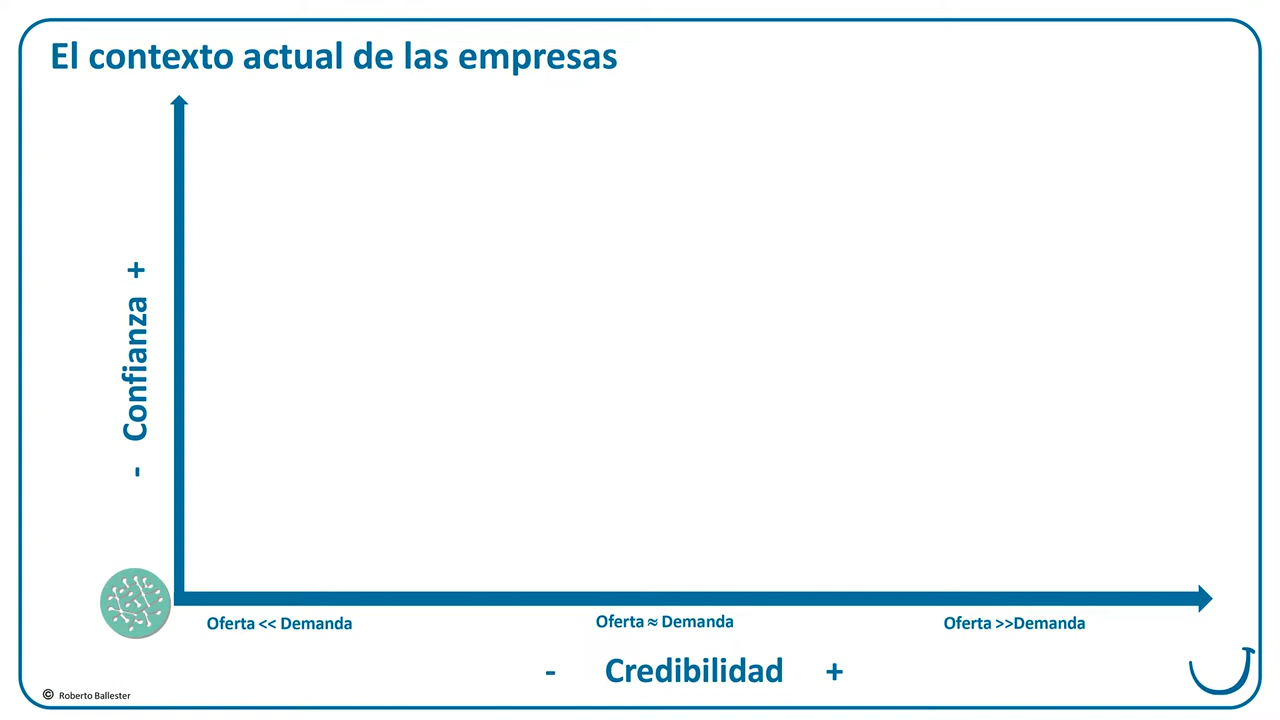 El contexto actual de las empresas
- Confianza +
Oferta << Demanda
Oferta ≈ Demanda
Oferta >>Demanda
- Credibilidad +
© Roberto Ballester